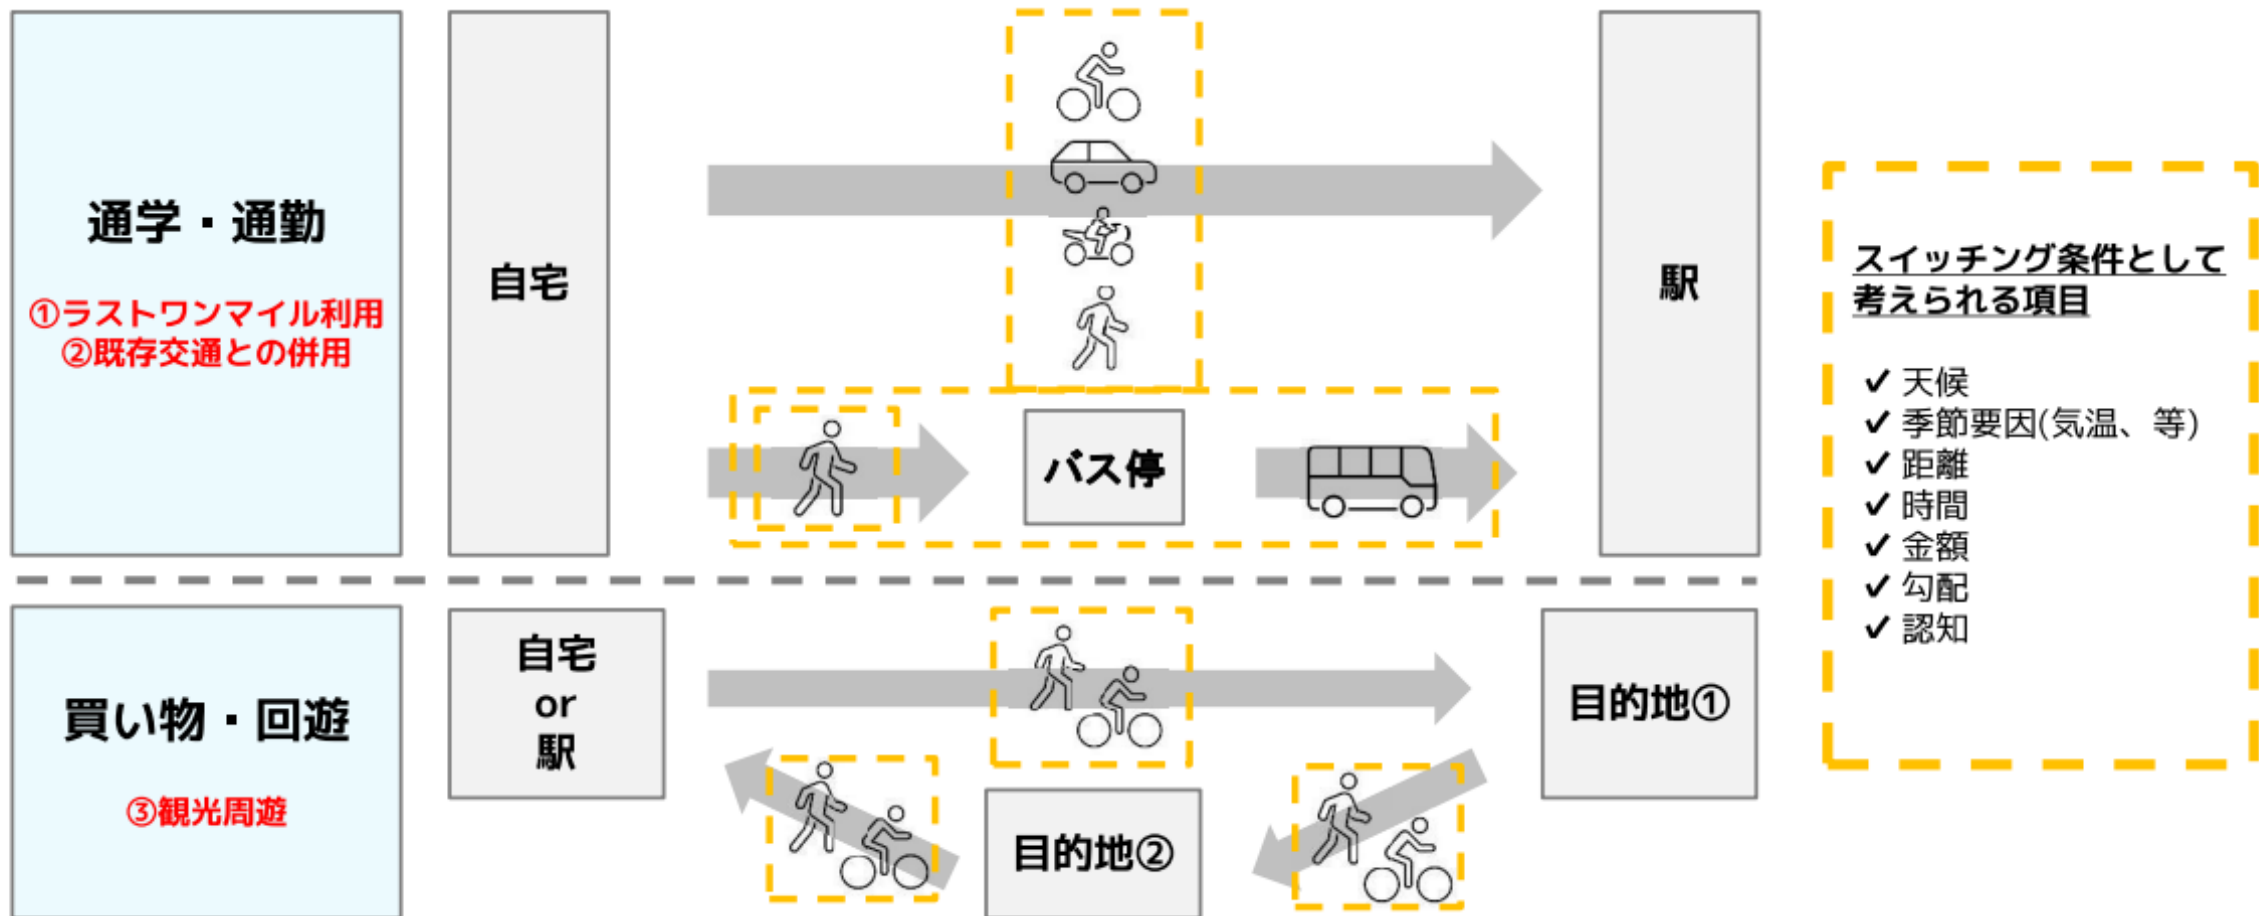 通学・通勤
①ラストワンマイル利用
②既存交通との併用
自宅
バス停
駅
買い物・回遊
③観光周遊
自宅
or
駅
目的地①
目的地②
スイッチング条件として
考えられる項目
✓ 天候
✓ 季節要因(気温、等)
✓ 距離
✓ 時間
✓ 金額
✓ 勾配
✓ 認知